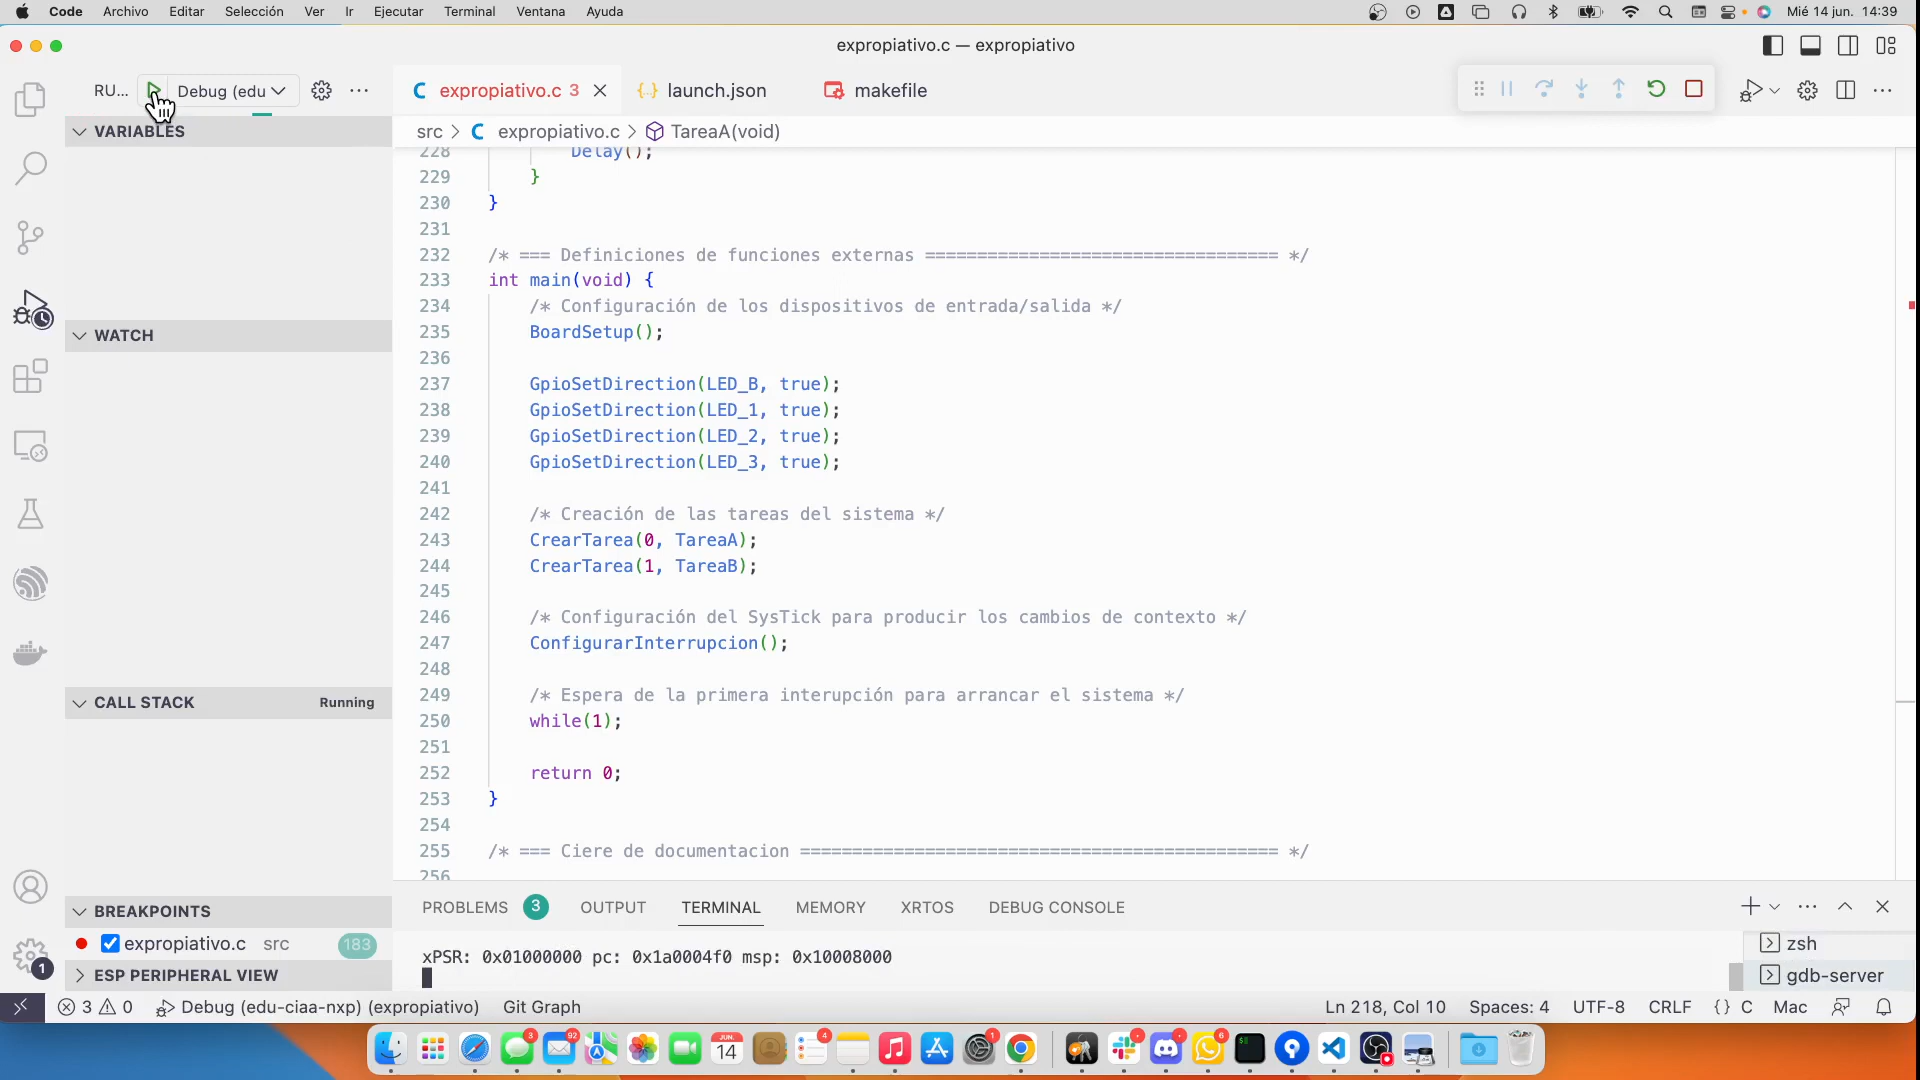 Code Archivo Editar Selección Ver Ir Ejecutar Terminal Ventana Ayuda Mié 14 jun. 14:39
expropiativo.c — expropiativo
RU... Debug (edu
expropiativo.c 3 launch.json makefile
VARIABLES
src > expropiativo.c > TareaA(void)
228 Delay();
229 }
230 }
231
232 /* === Definiciones de funciones externas ================================== */
233 int main(void) {
234 /* Configuración de los dispositivos de entrada/salida */
235 BoardSetup();
236
237 GpioSetDirection(LED_B, true);
238 GpioSetDirection(LED_1, true);
239 GpioSetDirection(LED_2, true);
240 GpioSetDirection(LED_3, true);
241
242 /* Creación de las tareas del sistema */
243 CrearTarea(0, TareaA);
244 CrearTarea(1, TareaB);
245
246 /* Configuración del SysTick para producir los cambios de contexto */
247 ConfigurarInterrupcion();
248
249 /* Espera de la primera interupción para arrancar el sistema */
250 while(1);
251
252 return 0;
253 }
254
255 /* === Ciere de documentacion ============================================== */
256
WATCH
CALL STACK Running
BREAKPOINTS
expropiativo.c src 183
ESP PERIPHERAL VIEW
PROBLEMS 3 OUTPUT TERMINAL MEMORY XRTOS DEBUG CONSOLE
xPSR: 0x01000000 pc: 0x1a0004f0 msp: 0x10008000
zsh
gdb-server
1
3 0 Debug (edu-ciaa-nxp) (expropiativo) Git Graph Ln 218, Col 10 Spaces: 4 UTF-8 CRLF {} C Mac
3 92 JUN. 14 4 1 6